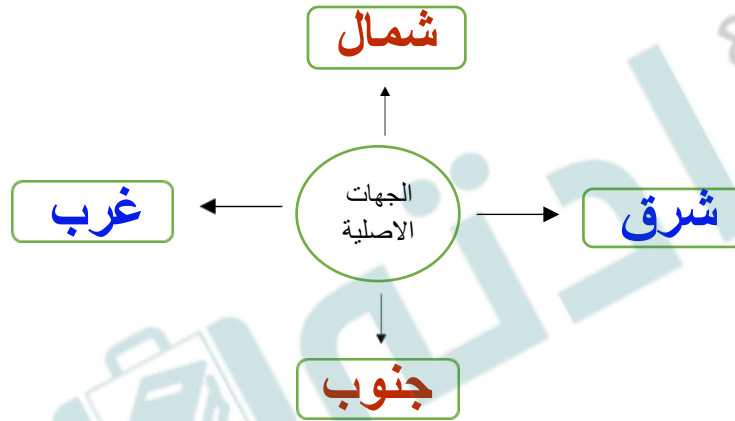 شمال
الجهات
الاصلية
شرق
غرب
جنوب